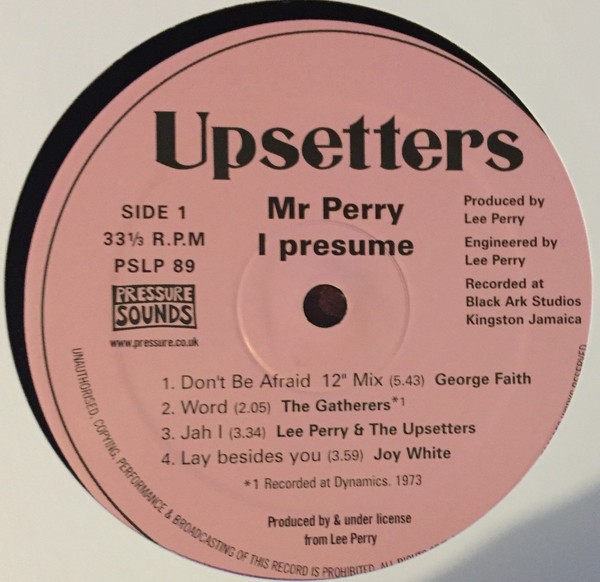 Upsetters
Mr Perry
I presume
SIDE 1
33⅓ R.P.M
PSLP 89
PRESSURE
SOUNDS
www.pressure.co.uk
Produced by
Lee Perry
Engineered by
Lee Perry
Recorded at
Black Ark Studios
Kingston Jamaica
1. Don't Be Afraid 12" Mix (5.43) George Faith
2. Word (2.05) The Gatherers*1
3. Jah I (3.34) Lee Perry & The Upsetters
4. Lay besides you (3.59) Joy White
*1 Recorded at Dynamics. 1973
Produced by & under license
from Lee Perry
UNAUTHORISED, COPYING, PERFORMANCE & BROADCASTING OF THIS RECORD IS PROHIBITED. ALL RIGHTS RESERVED